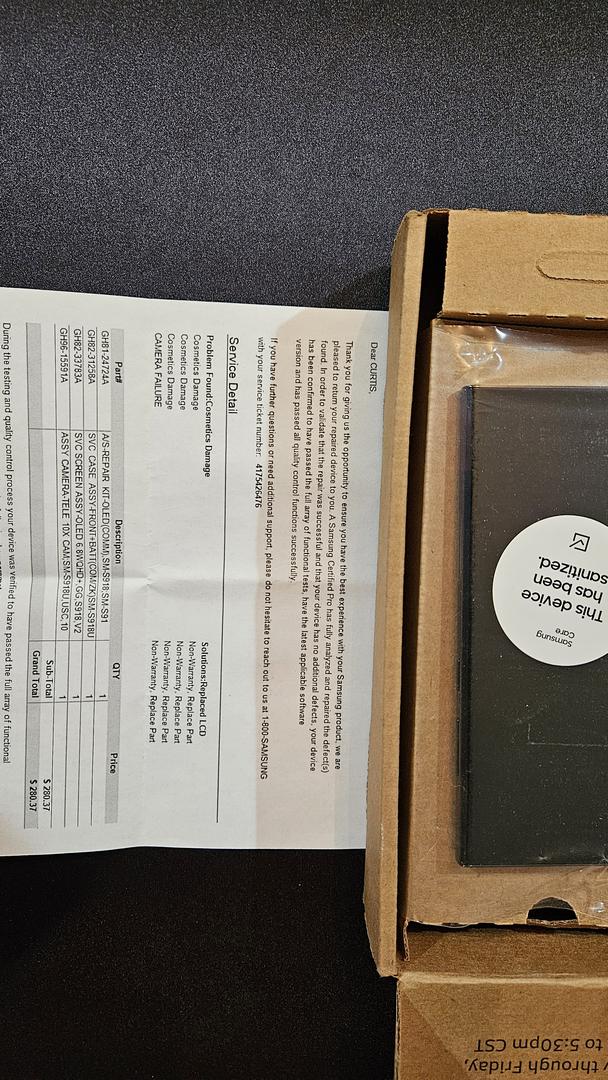 Dear CURTIS,
Thank you for giving us the opportunity to ensure you have the best experience with your Samsung product, we are
pleased to return your repaired device to you. A Samsung Certified Pro has fully analyzed and repaired the defect(s)
found. In order to validate that the repair was successful and that your device has no additional defects, your device
has been confirmed to have passed the full array of functional tests, have the latest applicable software
version and has passed all quality control functions successfully.
If you have further questions or need additional support, please do not hesitate to reach out to us at 1-800-SAMSUNG
with your service ticket number: 4175426476
Service Detail
Problem Found:Cosmetics Damage Solutions:Replaced LCD
Cosmetics Damage Non-Warranty, Replace Part
Cosmetics Damage Non-Warranty, Replace Part
Cosmetics Damage Non-Warranty, Replace Part
CAMERA FAILURE Non-Warranty, Replace Part
Part# Description QTY Price
GH81-24724A A/S-REPAIR KIT-OLED(COMM),SM-S918;SM-S91 1
GH82-31258A SVC CASE ASSY-FRONT+BATT(COM/ZK)SM-S918U 1
GH82-33783A SVC SCREEN ASSY-OLED 6.8WQHD+,GG,S918,V2 1
GH96-15591A ASSY CAMERA-TELE 10X CAM;SM-S918U,USC,10 1
Sub-Total $ 280.37
Grand Total $ 280.37
During the testing and quality control process your device was verified to have passed the full array of functional
Samsung
Care
This device
has been
sanitized.
through Friday,
to 5:30pm CST